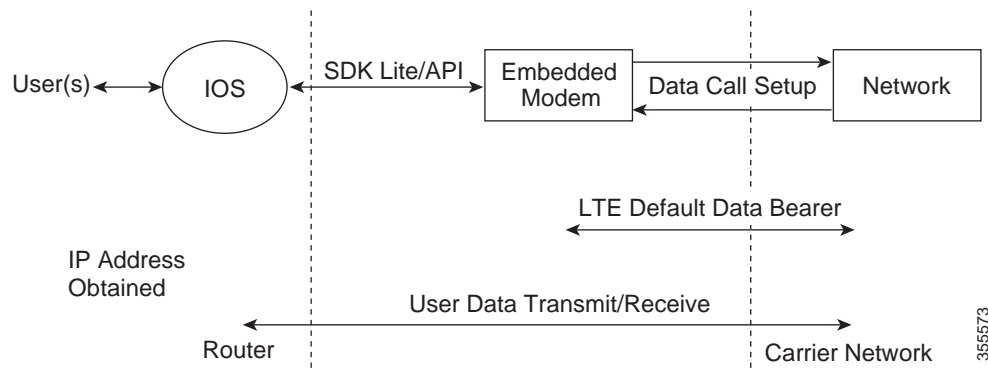 User(s)
IOS
SDK Lite/API
Embedded
Modem
Data Call Setup
Network
LTE Default Data Bearer
IP Address
Obtained
User Data Transmit/Receive
Router
Carrier Network
355573